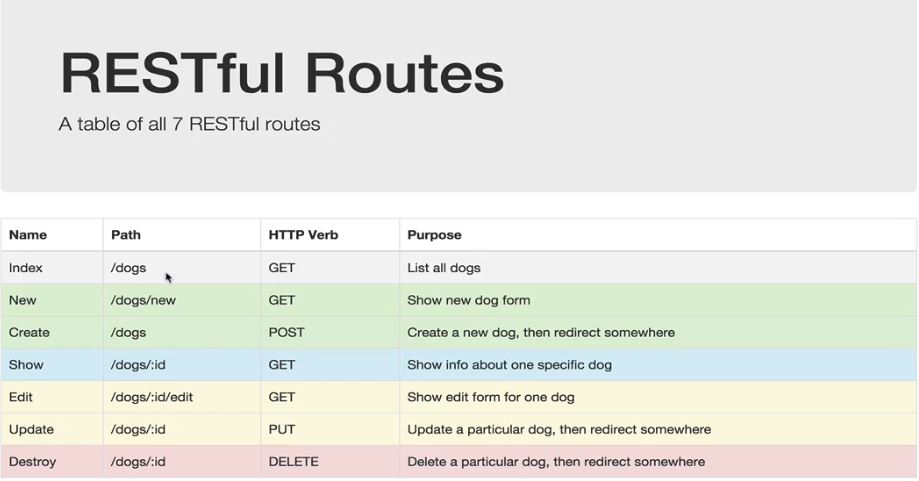 RESTful Routes
A table of all 7 RESTful routes
Name Path HTTP Verb Purpose
Index /dogs GET List all dogs
New /dogs/new GET Show new dog form
Create /dogs POST Create a new dog, then redirect somewhere
Show /dogs/:id GET Show info about one specific dog
Edit /dogs/:id/edit GET Show edit form for one dog
Update /dogs/:id PUT Update a particular dog, then redirect somewhere
Destroy /dogs/:id DELETE Delete a particular dog, then redirect somewhere